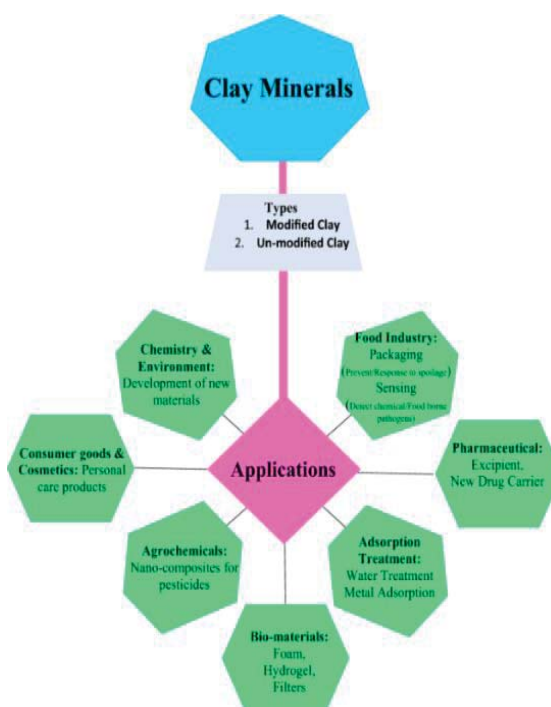 Clay Minerals
Types
1. Modified Clay
2. Un-modified Clay
Chemistry &
Environment:
Development of new
materials
Food Industry:
Packaging
(Prevent/Response to spoilage)
Sensing
(Detect chemical/Food borne
pathogens)
Consumer goods &
Cosmetics: Personal
care products
Applications
Pharmaceutical:
Excipient,
New Drug Carrier
Agrochemicals:
Nano-composites for
pesticides
Adsorption
Treatment:
Water Treatment
Metal Adsorption
Bio-materials:
Foam,
Hydrogel,
Filters